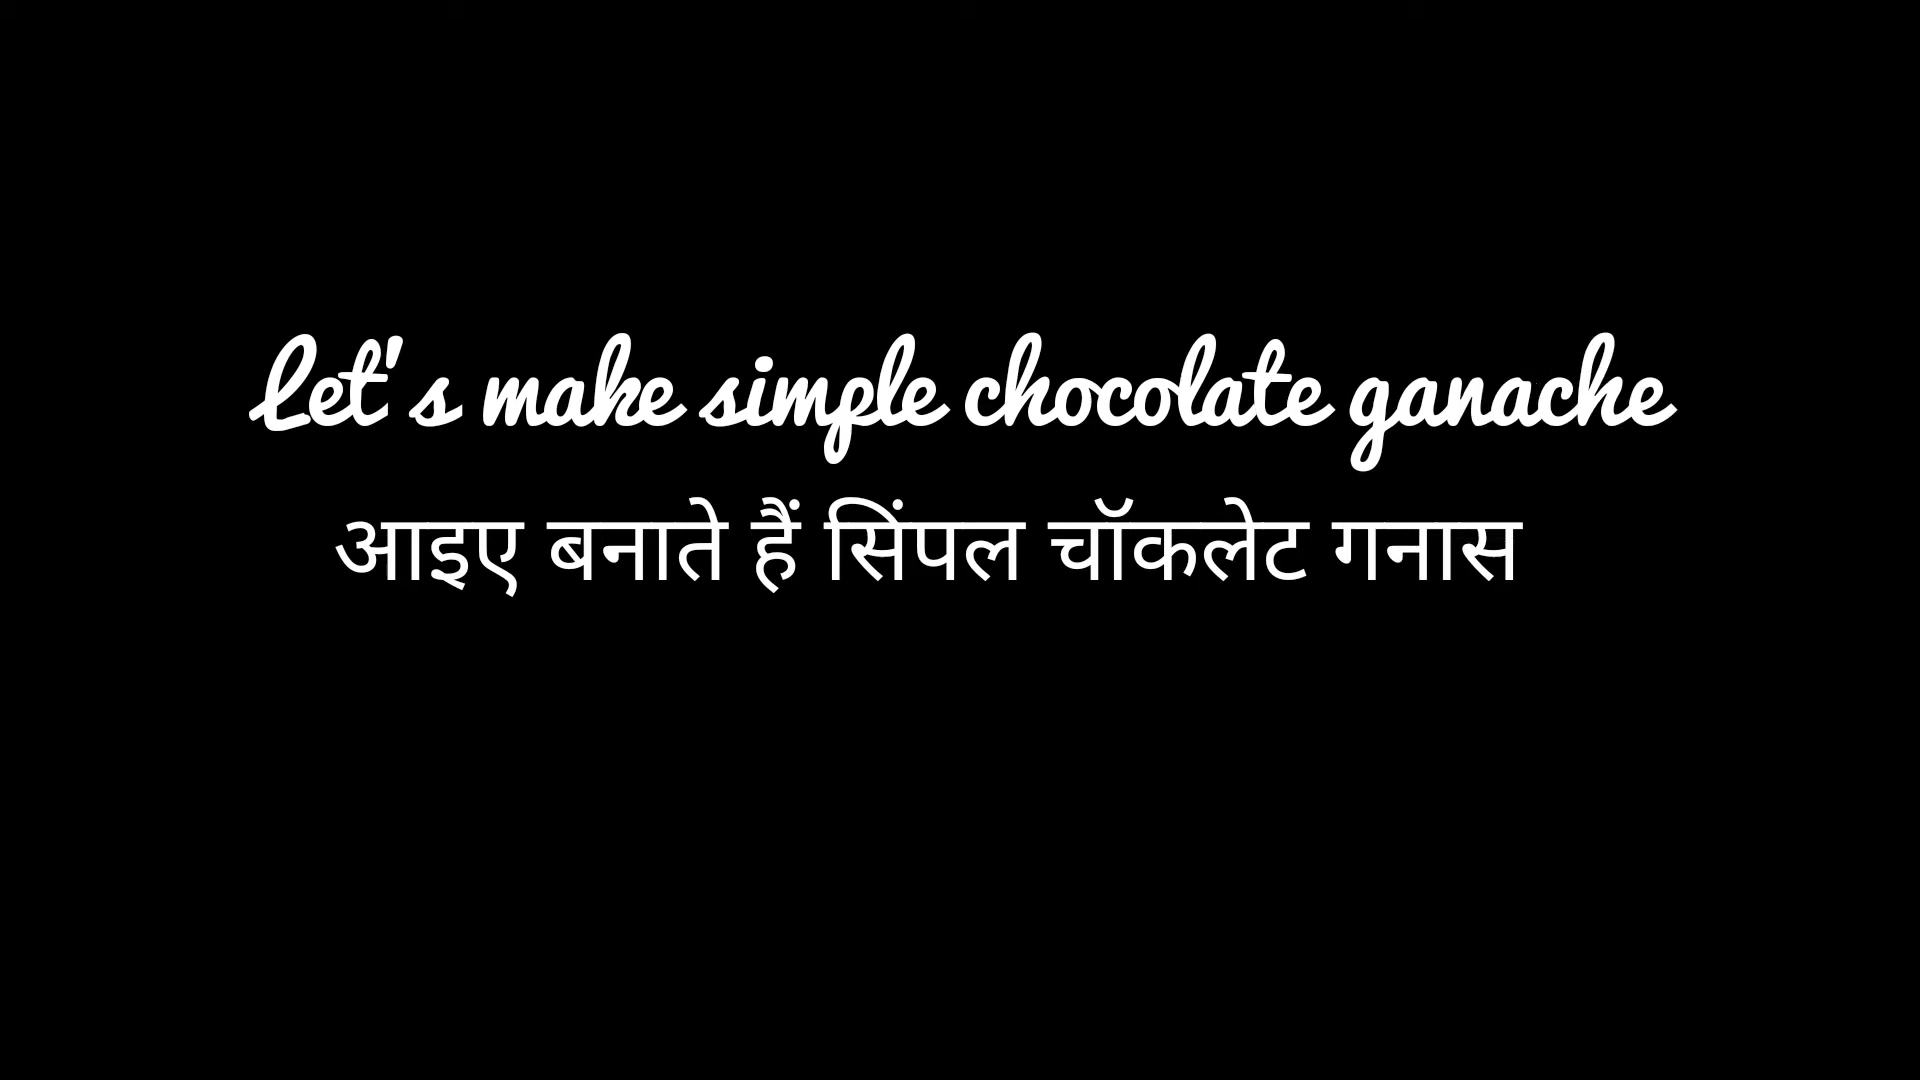 Let's make simple chocolate ganache
आइए बनाते हैं सिंपल चॉकलेट गनास